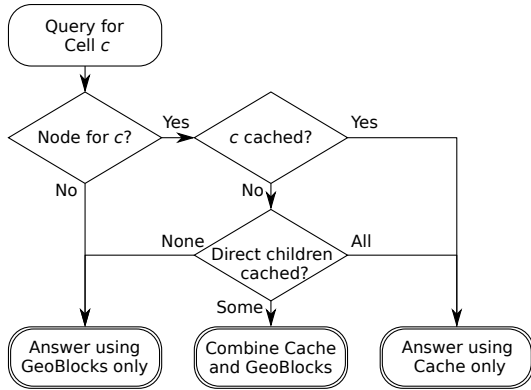 Query for
Cell c
Node for c?
Yes
c cached?
Yes
No
No
None
Direct children
cached?
All
Some
Answer using
GeoBlocks only
Combine Cache
and GeoBlocks
Answer using
Cache only